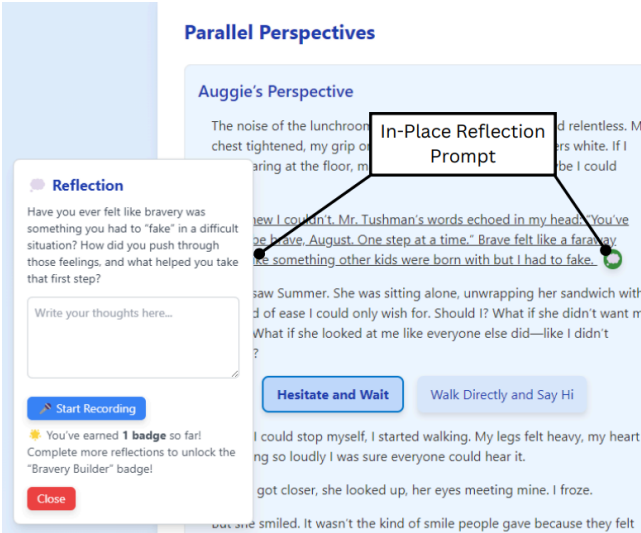 Parallel Perspectives
Auggie's Perspective
The noise of the lunchroom d relentless. M
chest tightened, my grip on ers white. If I
aring at the floor, m ybe I could
In-Place Reflection
Prompt
new I couldn't. Mr. Tushman's words echoed in my head: "You've
be brave, August. One step at a time." Brave felt like a faraway
ke something other kids were born with but I had to fake.
saw Summer. She was sitting alone, unwrapping her sandwich with
d of ease I could only wish for. Should I? What if she didn't want m
What if she looked at me like everyone else did—like I didn't
?
Hesitate and Wait
Walk Directly and Say Hi
I could stop myself, I started walking. My legs felt heavy, my heart
ng so loudly I was sure everyone could hear it.
got closer, she looked up, her eyes meeting mine. I froze.
But she smiled. It wasn't the kind of smile people gave because they felt
Reflection
Have you ever felt like bravery was
something you had to "fake" in a difficult
situation? How did you push through
those feelings, and what helped you take
that first step?
Write your thoughts here...
Start Recording
You've earned 1 badge so far!
Complete more reflections to unlock the
"Bravery Builder" badge!
Close